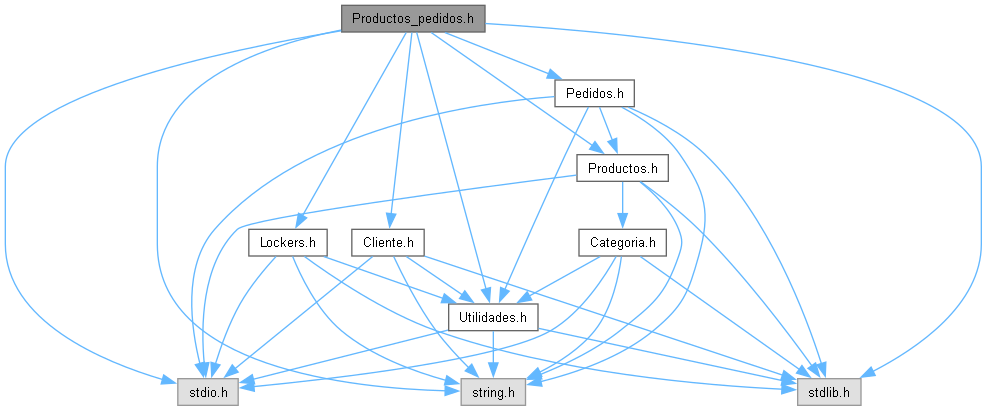 Productos_pedidos.h
Pedidos.h
Productos.h
Lockers.h
Cliente.h
Categoria.h
Utilidades.h
stdio.h
string.h
stdlib.h